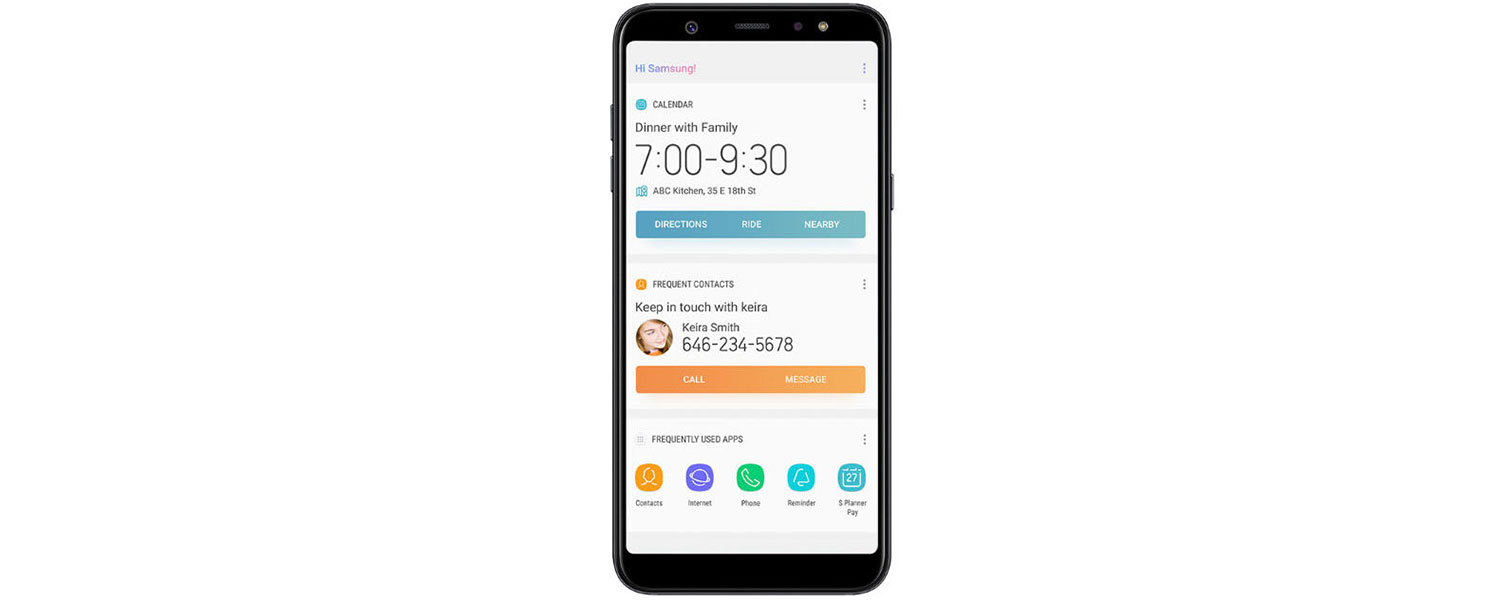 Hi Samsung!
CALENDAR
Dinner with Family
7:00-9:30
ABC Kitchen, 35 E 18th St
DIRECTIONS RIDE NEARBY
FREQUENT CONTACTS
Keep in touch with keira
Keira Smith
646-234-5678
CALL MESSAGE
FREQUENTLY USED APPS
27
Contacts Internet Phone Reminder S Planner
Pay